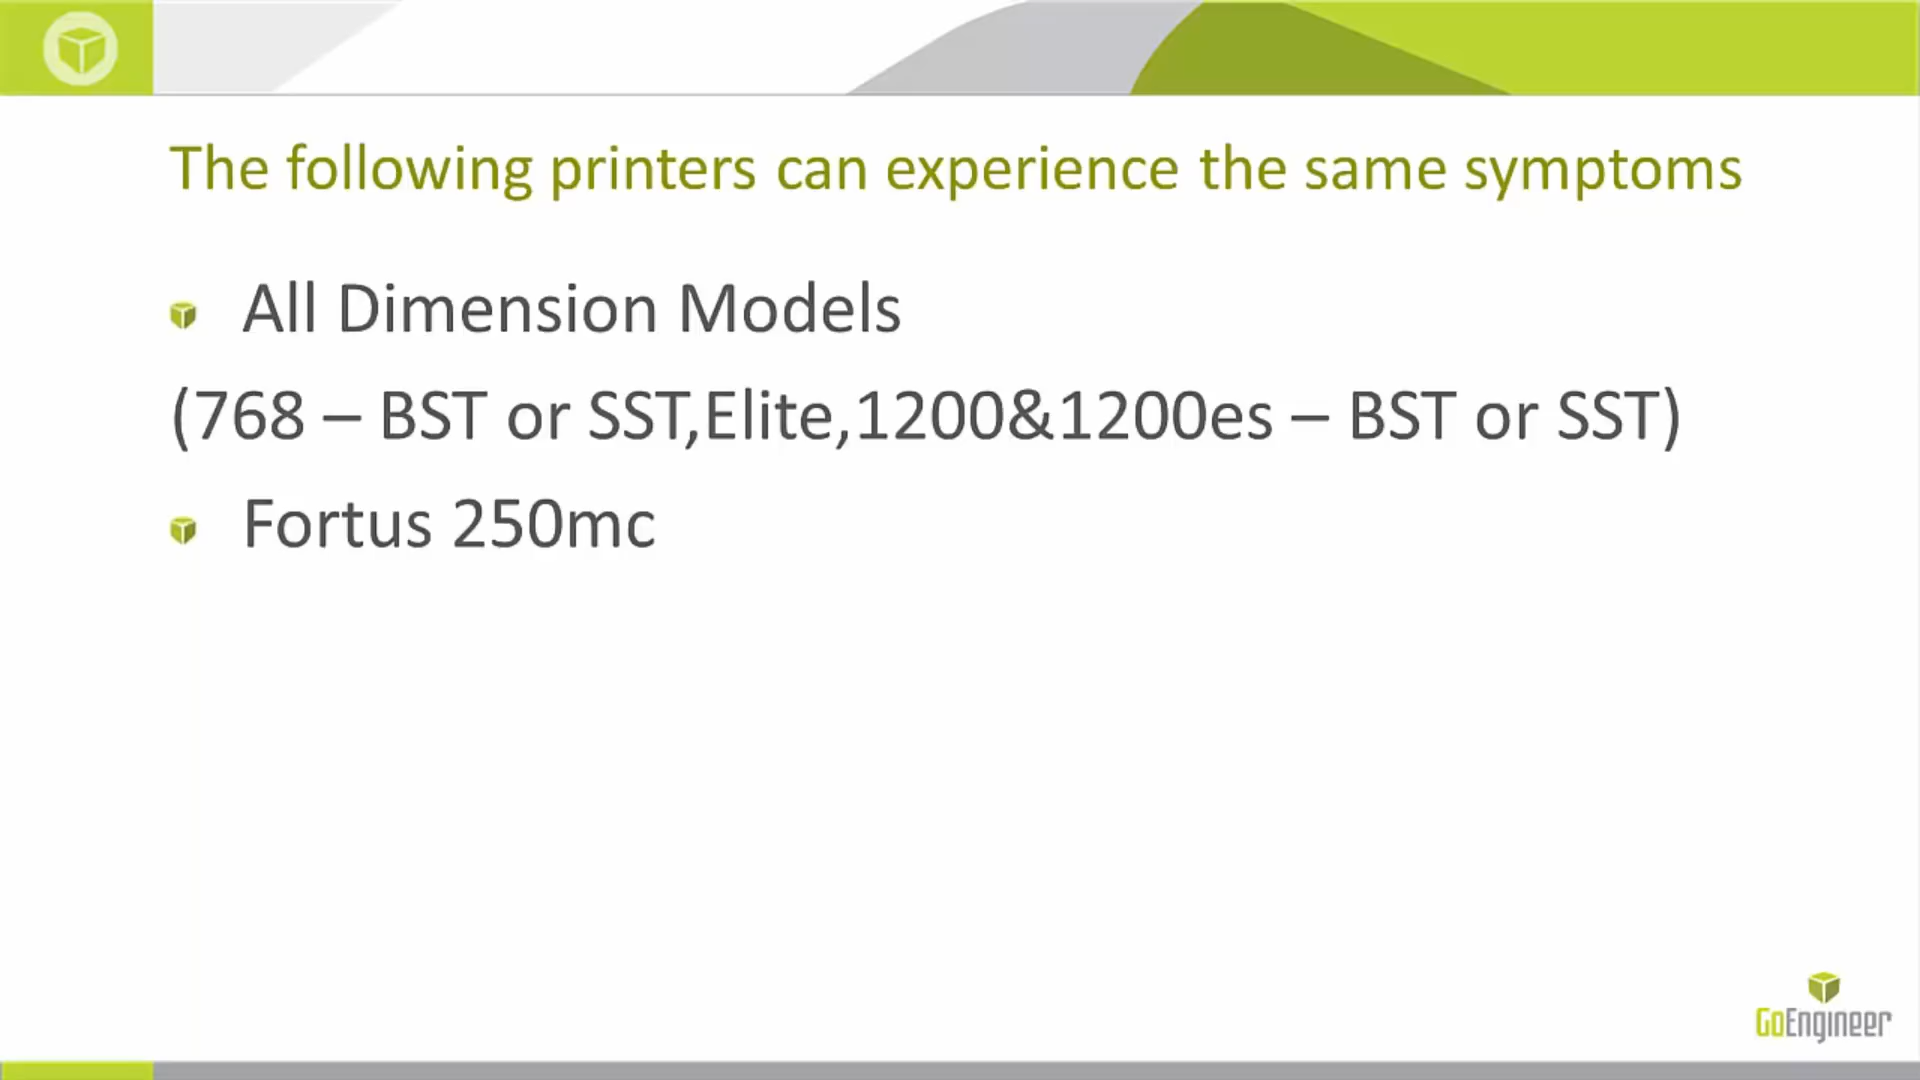 The following printers can experience the same symptoms
All Dimension Models
(768 – BST or SST,Elite,1200&1200es – BST or SST)
Fortus 250mc
GoEngineer